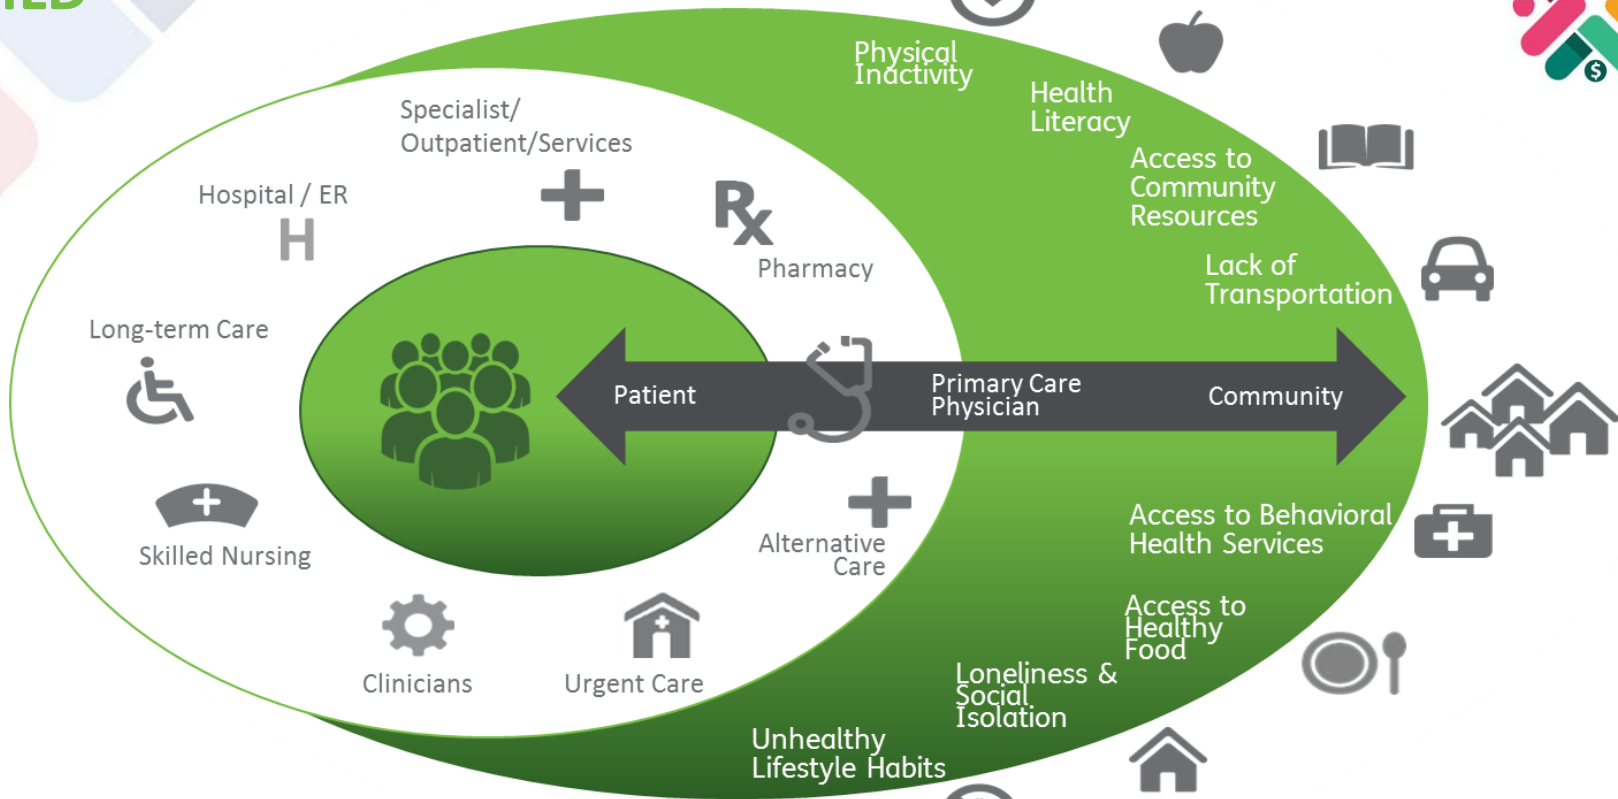 Physical
Inactivity
Health
Literacy
Access to
Community
Resources
Lack of
Transportation
Specialist/
Outpatient/Services
Hospital / ER
H
Rx
Pharmacy
Long-term Care
Patient
Primary Care
Physician
Community
Skilled Nursing
Alternative
Care
Clinicians
Urgent Care
Access to Behavioral
Health Services
Access to
Healthy
Food
Loneliness &
Social
Isolation
Unhealthy
Lifestyle Habits
$